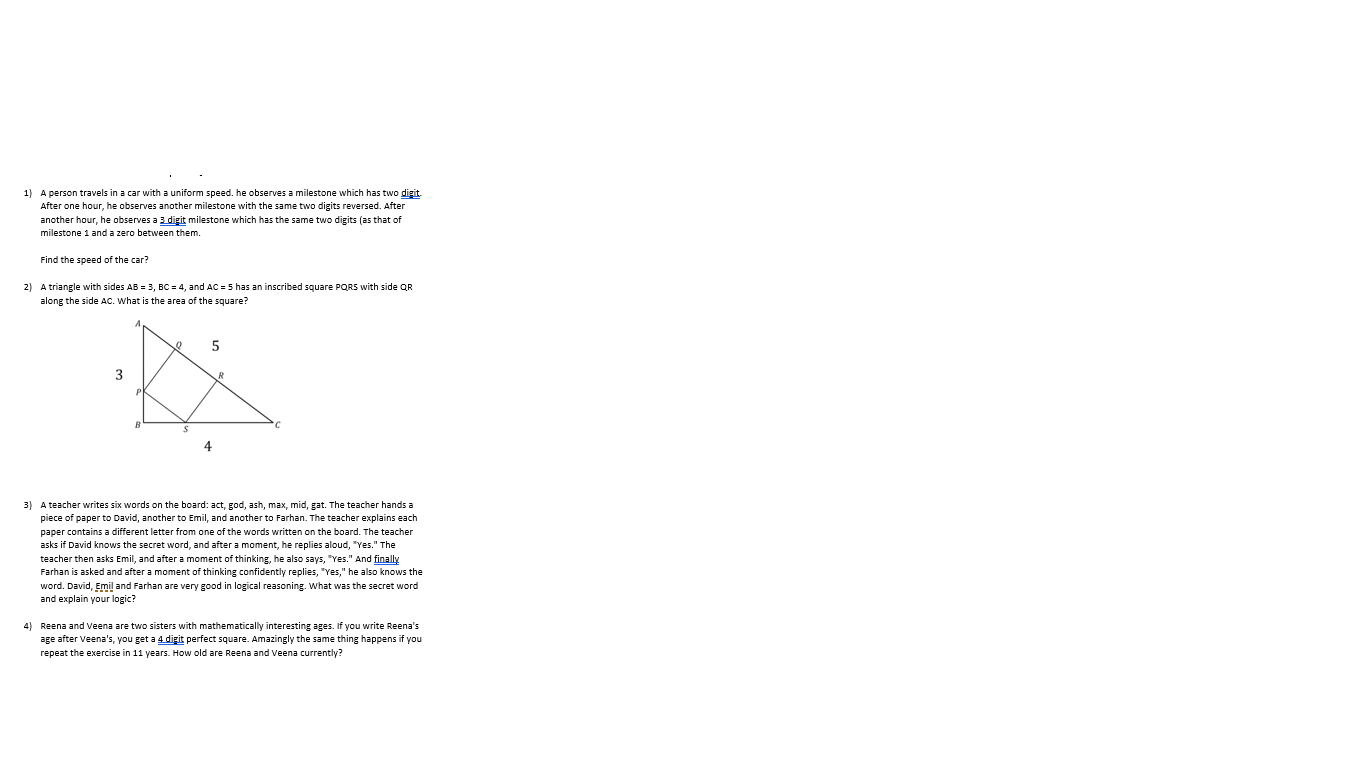 1) A person travels in a car with a uniform speed. he observes a milestone which has two digit.
After one hour, he observes another milestone with the same two digits reversed. After
another hour, he observes a 3 digit milestone which has the same two digits (as that of
milestone 1 and a zero between them.
Find the speed of the car?
2) A triangle with sides AB = 3, BC = 4, and AC = 5 has an inscribed square PQRS with side QR
along the side AC. What is the area of the square?
A
Q
5
3
R
P
B
S
C
4
3) A teacher writes six words on the board: act, god, ash, max, mid, gat. The teacher hands a
piece of paper to David, another to Emil, and another to Farhan. The teacher explains each
paper contains a different letter from one of the words written on the board. The teacher
asks if David knows the secret word, and after a moment, he replies aloud, "Yes." The
teacher then asks Emil, and after a moment of thinking, he also says, "Yes." And finally
Farhan is asked and after a moment of thinking confidently replies, "Yes," he also knows the
word. David, Emil and Farhan are very good in logical reasoning. What was the secret word
and explain your logic?
4) Reena and Veena are two sisters with mathematically interesting ages. If you write Reena's
age after Veena's, you get a 4 digit perfect square. Amazingly the same thing happens if you
repeat the exercise in 11 years. How old are Reena and Veena currently?